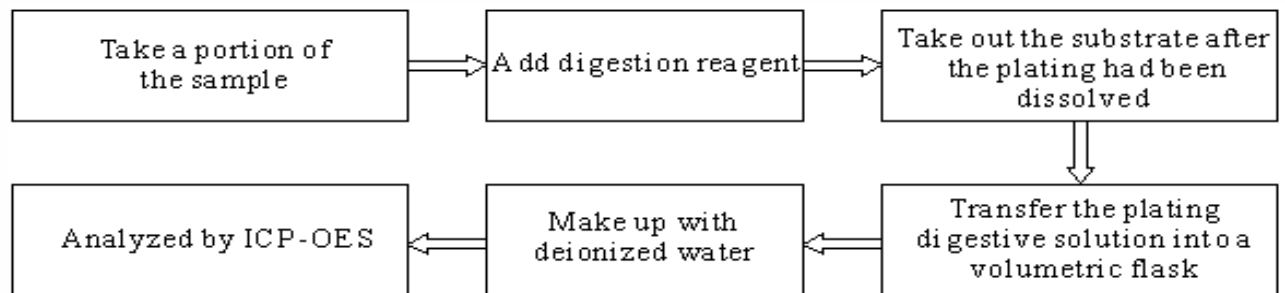 Take a portion of
the sample
Add digestion reagent
Take out the substrate after
the plating had been
dissolved
Transfer the plating
digestive solution into a
volumetric flask
Make up with
deionized water
Analyzed by ICP-OES